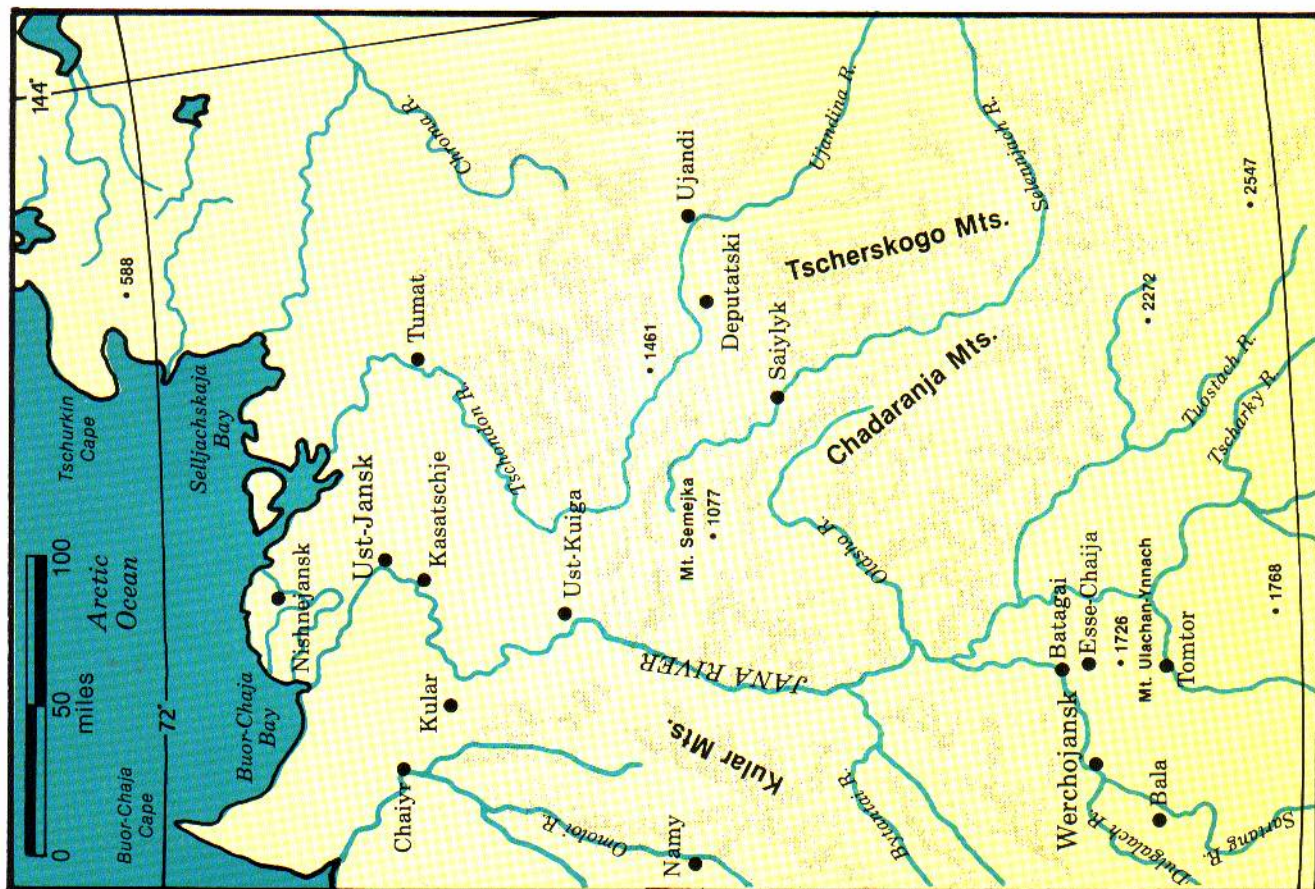 Tschurkin
Cape
Arctic
Ocean
0
50
100
miles
Buor-Chaja
Cape
72°
144°
588
Selljachskaja
Bay
Buor-Chaja
Bay
Nishnejansk
Ust-Jansk
Kasatschje
Kular
Chaiyr
Tumat
Tschondon R.
Chroma R.
Ust-Kuiga
Omoloi R.
Namy
1461
Ujandi
Deputatski
Ujandina R.
Saiylyk
Mt. Semejka
1077
Kular Mts.
JANA RIVER
Tscherskogo Mts.
Chadaranja Mts.
Selennjach R.
Oldsho R.
Bytantai R.
Batagai
Esse-Chaija
1726
Mt. Ulachan-Ynnach
Tomtor
Werchojansk
Bala
Dulgalach R.
Sartang R.
2272
2547
Tuostach R.
Tscharky R.
1768